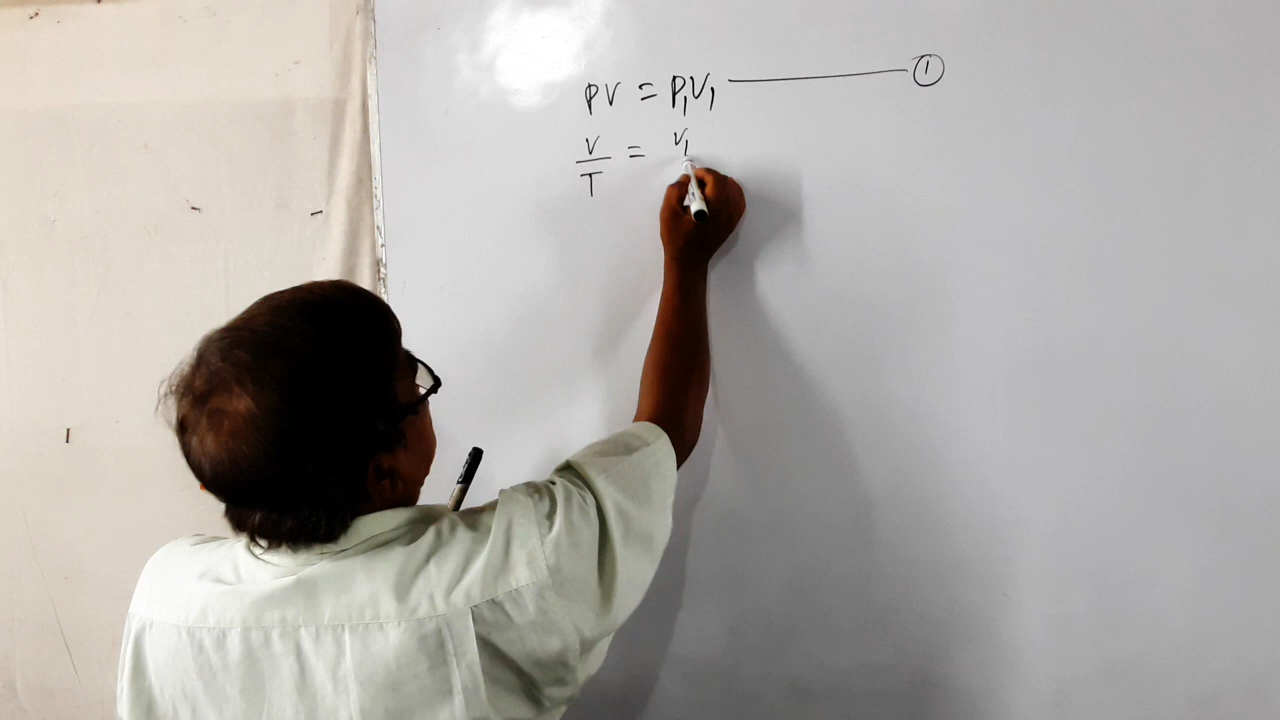 PV = P₁V₁ ———— ①
V/T = V₁